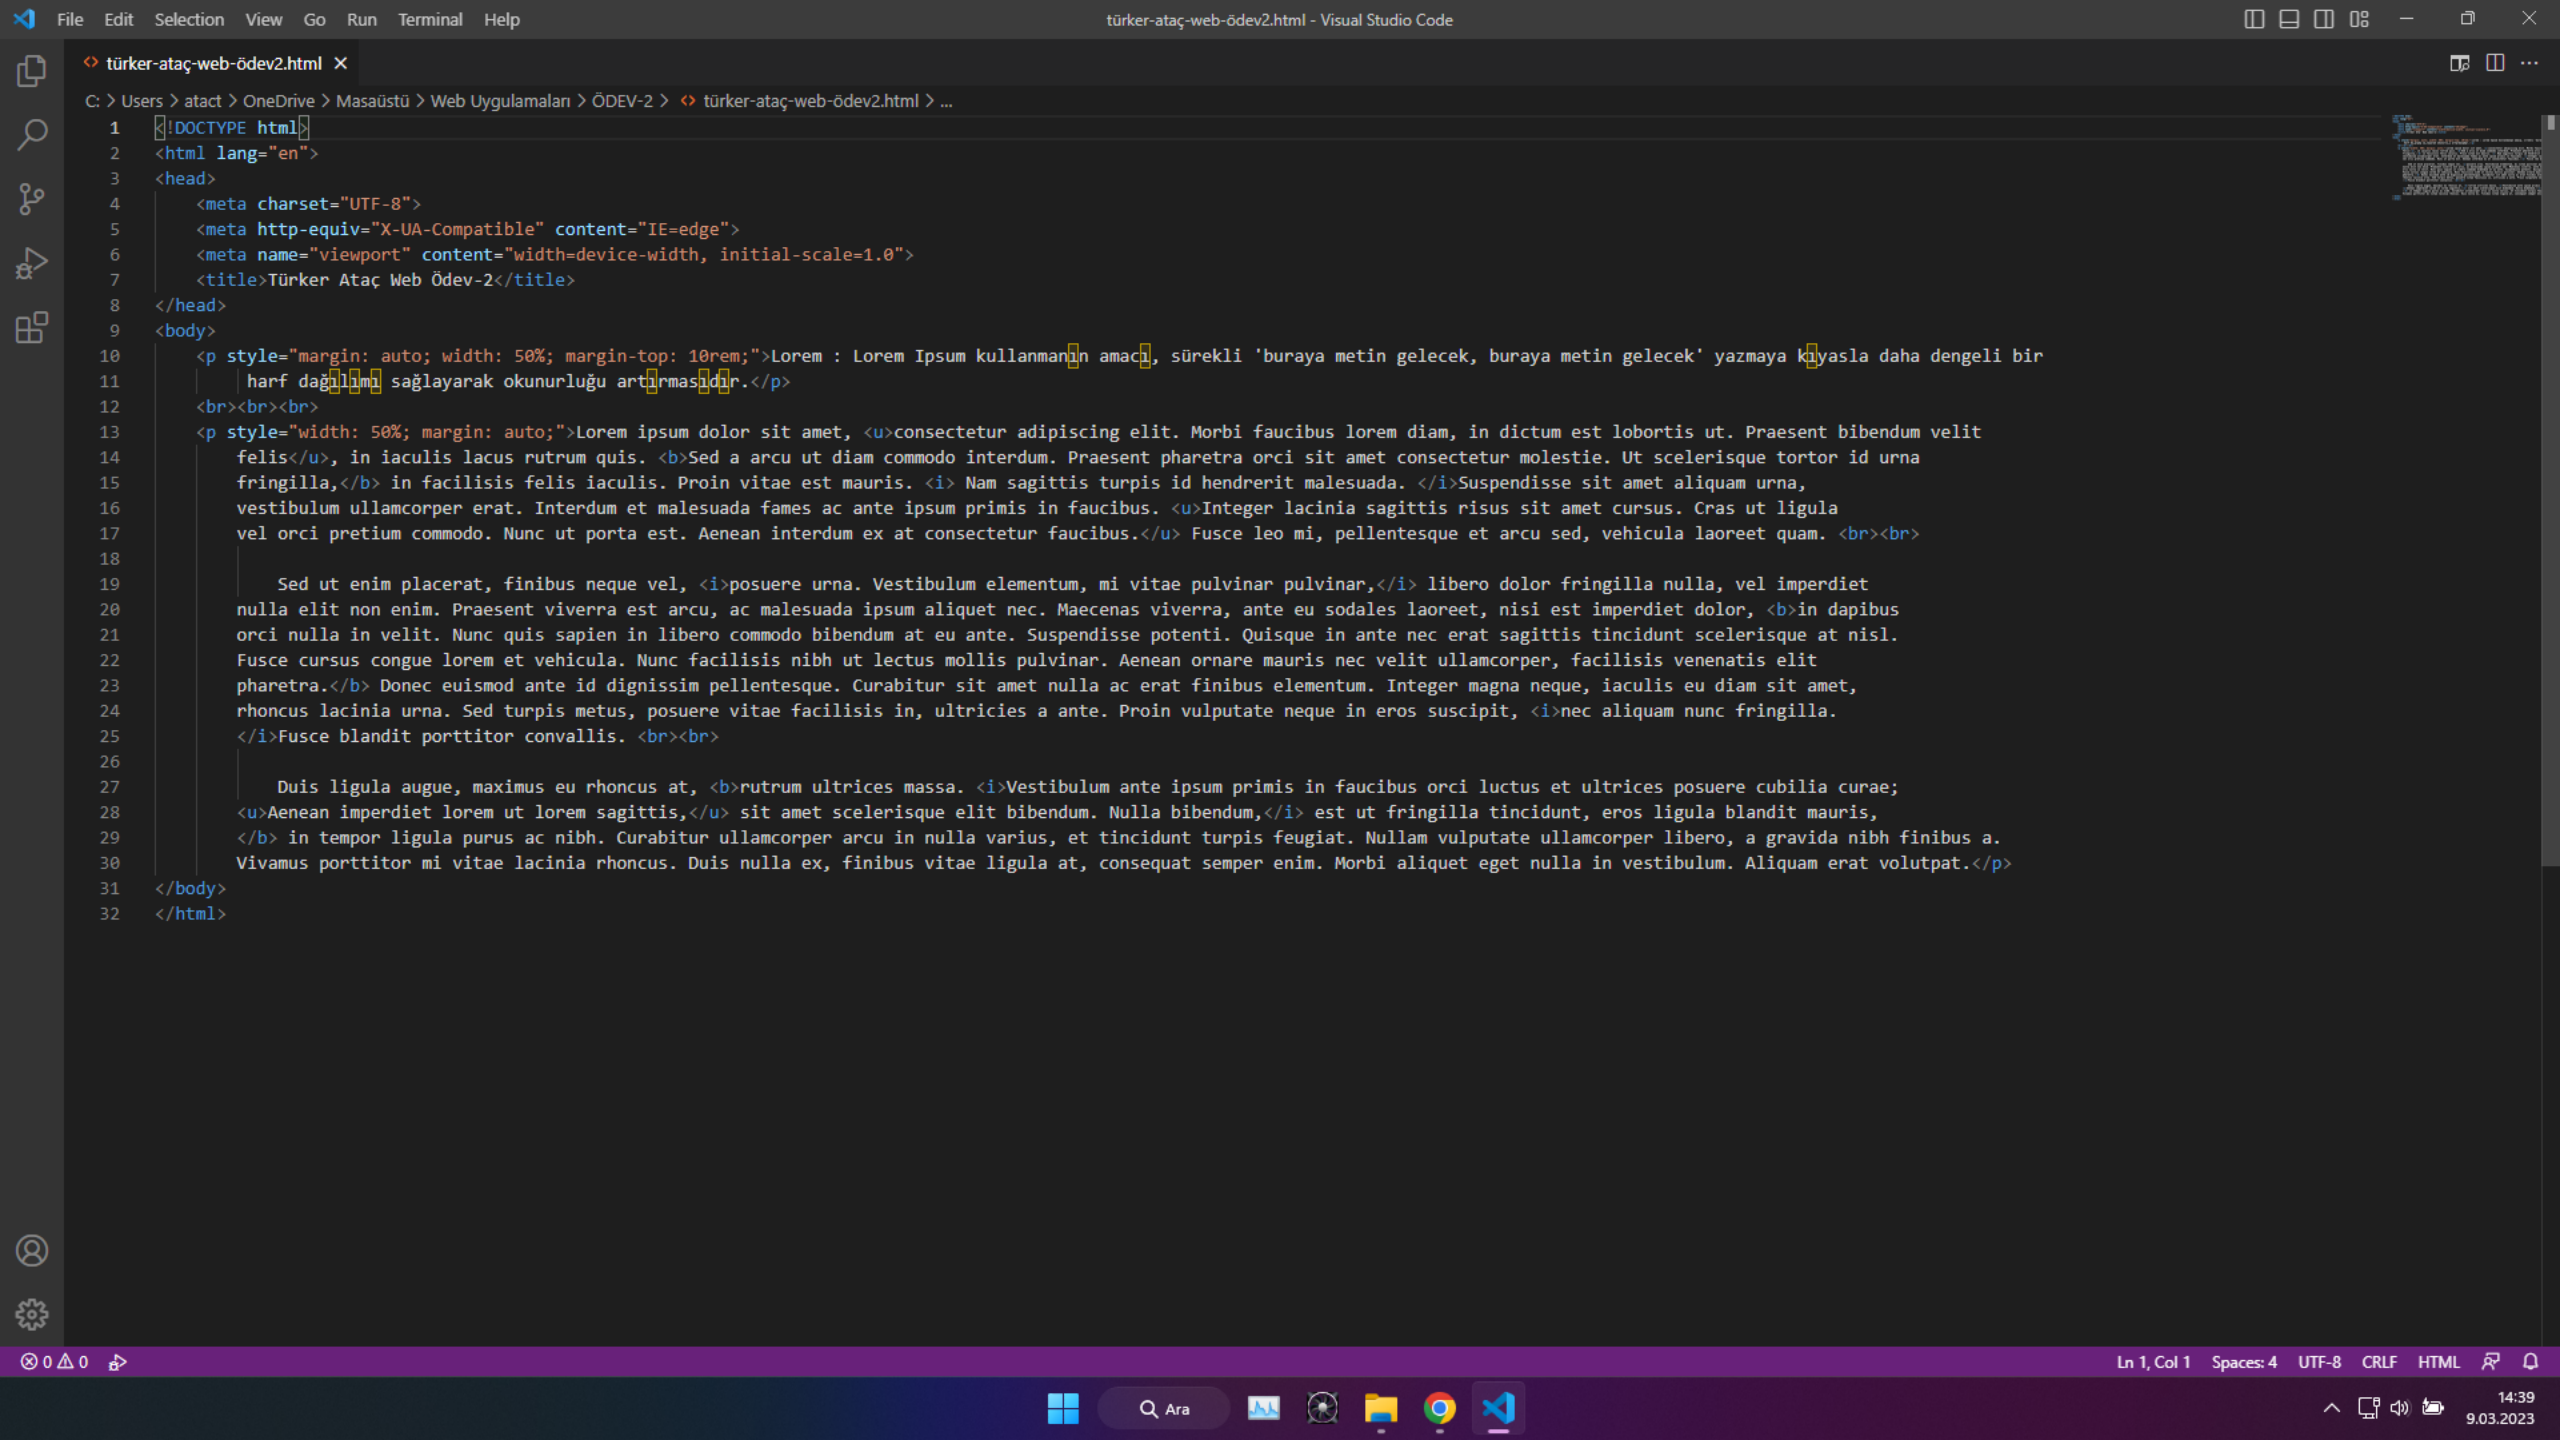 File Edit Selection View Go Run Terminal Help
türker-ataç-web-ödev2.html - Visual Studio Code
türker-ataç-web-ödev2.html
C: > Users > atact > OneDrive > Masaüstü > Web Uygulamaları > ÖDEV-2 > türker-ataç-web-ödev2.html > ...
1 <!DOCTYPE html>
2 <html lang="en">
3 <head>
4 <meta charset="UTF-8">
5 <meta http-equiv="X-UA-Compatible" content="IE=edge">
6 <meta name="viewport" content="width=device-width, initial-scale=1.0">
7 <title>Türker Ataç Web Ödev-2</title>
8 </head>
9 <body>
10 <p style="margin: auto; width: 50%; margin-top: 10rem;">Lorem : Lorem Ipsum kullanmanın amacı, sürekli 'buraya metin gelecek, buraya metin gelecek' yazmaya kıyasla daha dengeli bir
11 harf dağılımı sağlayarak okunurluğu artırmasıdır.</p>
12 <br><br><br>
13 <p style="width: 50%; margin: auto;">Lorem ipsum dolor sit amet, <u>consectetur adipiscing elit. Morbi faucibus lorem diam, in dictum est lobortis ut. Praesent bibendum velit
14 felis</u>, in iaculis lacus rutrum quis. <b>Sed a arcu ut diam commodo interdum. Praesent pharetra orci sit amet consectetur molestie. Ut scelerisque tortor id urna
15 fringilla,</b> in facilisis felis iaculis. Proin vitae est mauris. <i> Nam sagittis turpis id hendrerit malesuada. </i>Suspendisse sit amet aliquam urna,
16 vestibulum ullamcorper erat. Interdum et malesuada fames ac ante ipsum primis in faucibus. <u>Integer lacinia sagittis risus sit amet cursus. Cras ut ligula
17 vel orci pretium commodo. Nunc ut porta est. Aenean interdum ex at consectetur faucibus.</u> Fusce leo mi, pellentesque et arcu sed, vehicula laoreet quam. <br><br>
18
19 Sed ut enim placerat, finibus neque vel, <i>posuere urna. Vestibulum elementum, mi vitae pulvinar pulvinar,</i> libero dolor fringilla nulla, vel imperdiet
20 nulla elit non enim. Praesent viverra est arcu, ac malesuada ipsum aliquet nec. Maecenas viverra, ante eu sodales laoreet, nisi est imperdiet dolor, <b>in dapibus
21 orci nulla in velit. Nunc quis sapien in libero commodo bibendum at eu ante. Suspendisse potenti. Quisque in ante nec erat sagittis tincidunt scelerisque at nisl.
22 Fusce cursus congue lorem et vehicula. Nunc facilisis nibh ut lectus mollis pulvinar. Aenean ornare mauris nec velit ullamcorper, facilisis venenatis elit
23 pharetra.</b> Donec euismod ante id dignissim pellentesque. Curabitur sit amet nulla ac erat finibus elementum. Integer magna neque, iaculis eu diam sit amet,
24 rhoncus lacinia urna. Sed turpis metus, posuere vitae facilisis in, ultricies a ante. Proin vulputate neque in eros suscipit, <i>nec aliquam nunc fringilla.
25 </i>Fusce blandit porttitor convallis. <br><br>
26
27 Duis ligula augue, maximus eu rhoncus at, <b>rutrum ultrices massa. <i>Vestibulum ante ipsum primis in faucibus orci luctus et ultrices posuere cubilia curae;
28 <u>Aenean imperdiet lorem ut lorem sagittis,</u> sit amet scelerisque elit bibendum. Nulla bibendum,</i> est ut fringilla tincidunt, eros ligula blandit mauris,
29 </b> in tempor ligula purus ac nibh. Curabitur ullamcorper arcu in nulla varius, et tincidunt turpis feugiat. Nullam vulputate ullamcorper libero, a gravida nibh finibus a.
30 Vivamus porttitor mi vitae lacinia rhoncus. Duis nulla ex, finibus vitae ligula at, consequat semper enim. Morbi aliquet eget nulla in vestibulum. Aliquam erat volutpat.</p>
31 </body>
32 </html>
0 0
Ln 1, Col 1 Spaces: 4 UTF-8 CRLF HTML
Ara
14:39
9.03.2023